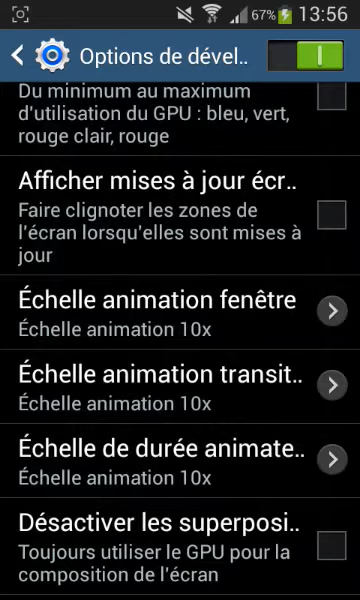 67% 13:56
Options de dével..
Du minimum au maximum
d'utilisation du GPU : bleu, vert,
rouge clair, rouge
Afficher mises à jour écr..
Faire clignoter les zones de
l'écran lorsqu'elles sont mises à
jour
Échelle animation fenêtre
Échelle animation 10x
Échelle animation transit..
Échelle animation 10x
Échelle de durée animate..
Échelle animation 10x
Désactiver les superposi..
Toujours utiliser le GPU pour la
composition de l'écran